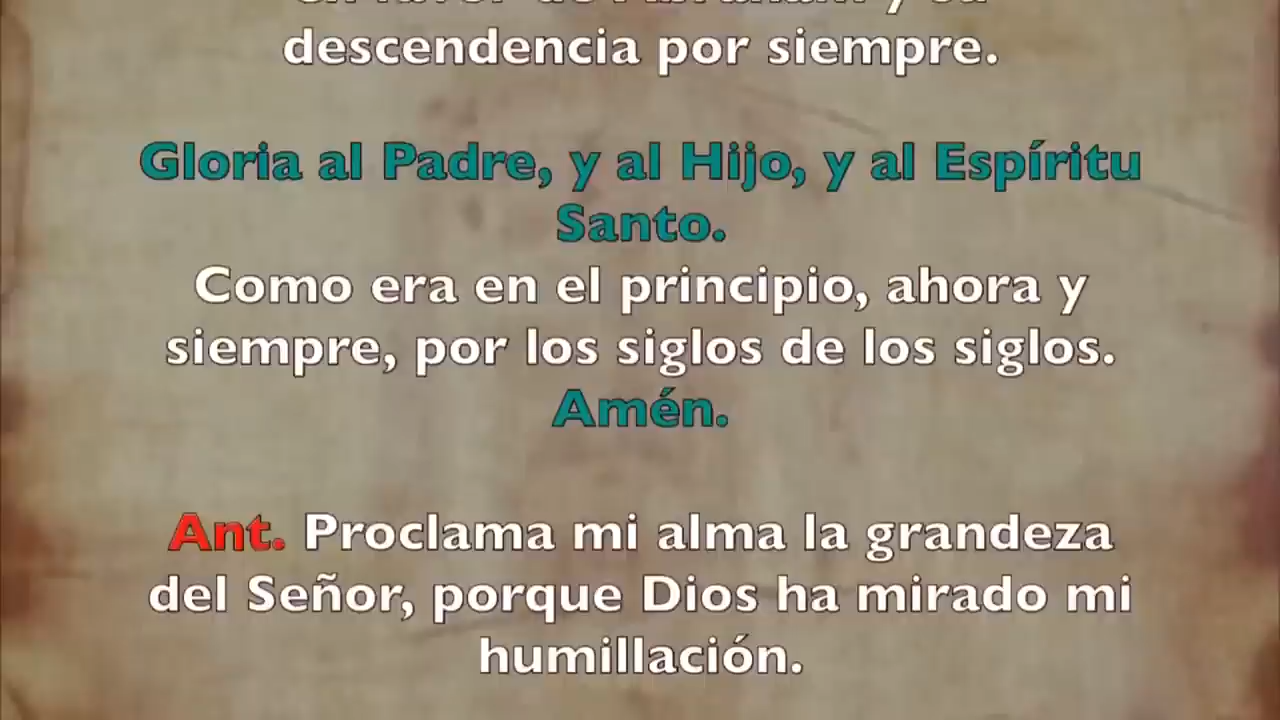 descendencia por siempre.
Gloria al Padre, y al Hijo, y al Espíritu
Santo.
Como era en el principio, ahora y
siempre, por los siglos de los siglos.
Amén.
Ant. Proclama mi alma la grandeza
del Señor, porque Dios ha mirado mi
humillación.